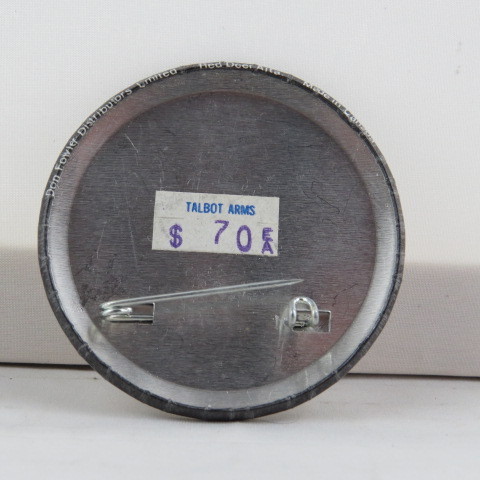 Don Fowler Distributors Limited. Red Deer Alta.
TALBOT ARMS
$ 70 EA